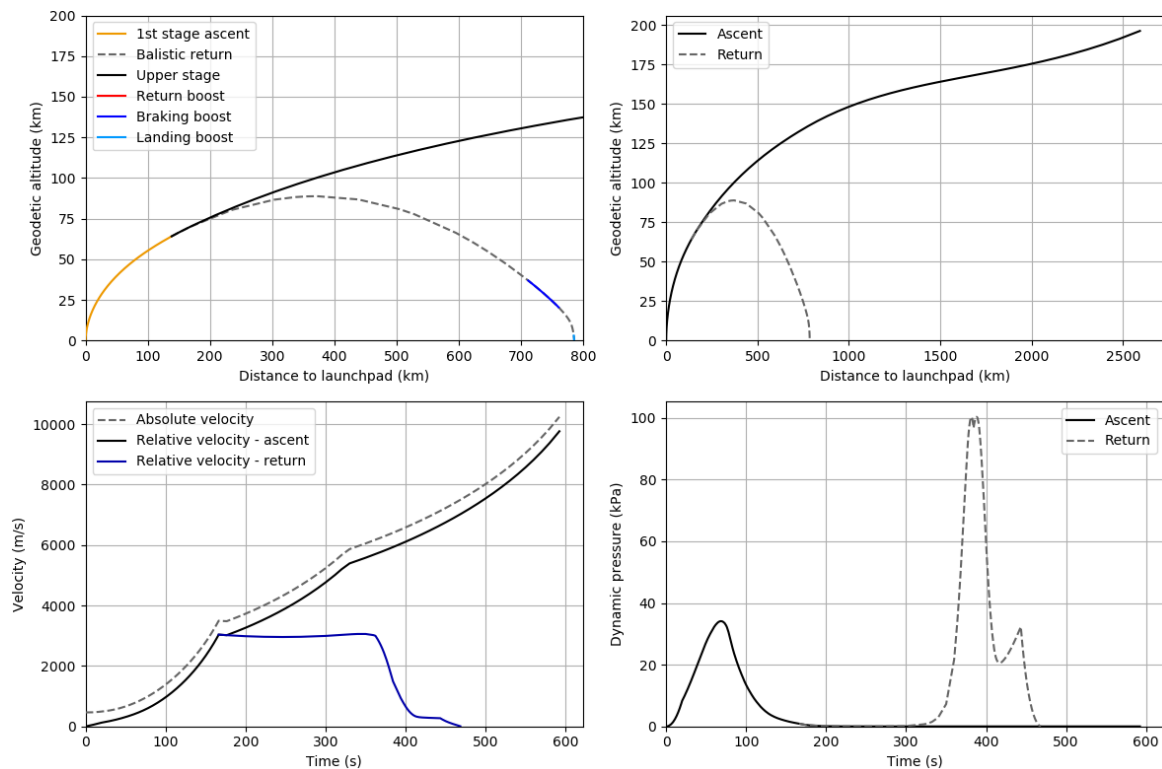 200
175
150
125
100
75
50
25
0
Geodetic altitude (km)
1st stage ascent
Balistic return
Upper stage
Return boost
Braking boost
Landing boost
0 100 200 300 400 500 600 700 800
Distance to launchpad (km)
200
175
150
125
100
75
50
25
0
Geodetic altitude (km)
Ascent
Return
0 500 1000 1500 2000 2500
Distance to launchpad (km)
10000
8000
6000
4000
2000
0
Velocity (m/s)
Absolute velocity
Relative velocity - ascent
Relative velocity - return
0 100 200 300 400 500 600
Time (s)
100
80
60
40
20
0
Dynamic pressure (kPa)
Ascent
Return
0 100 200 300 400 500 600
Time (s)